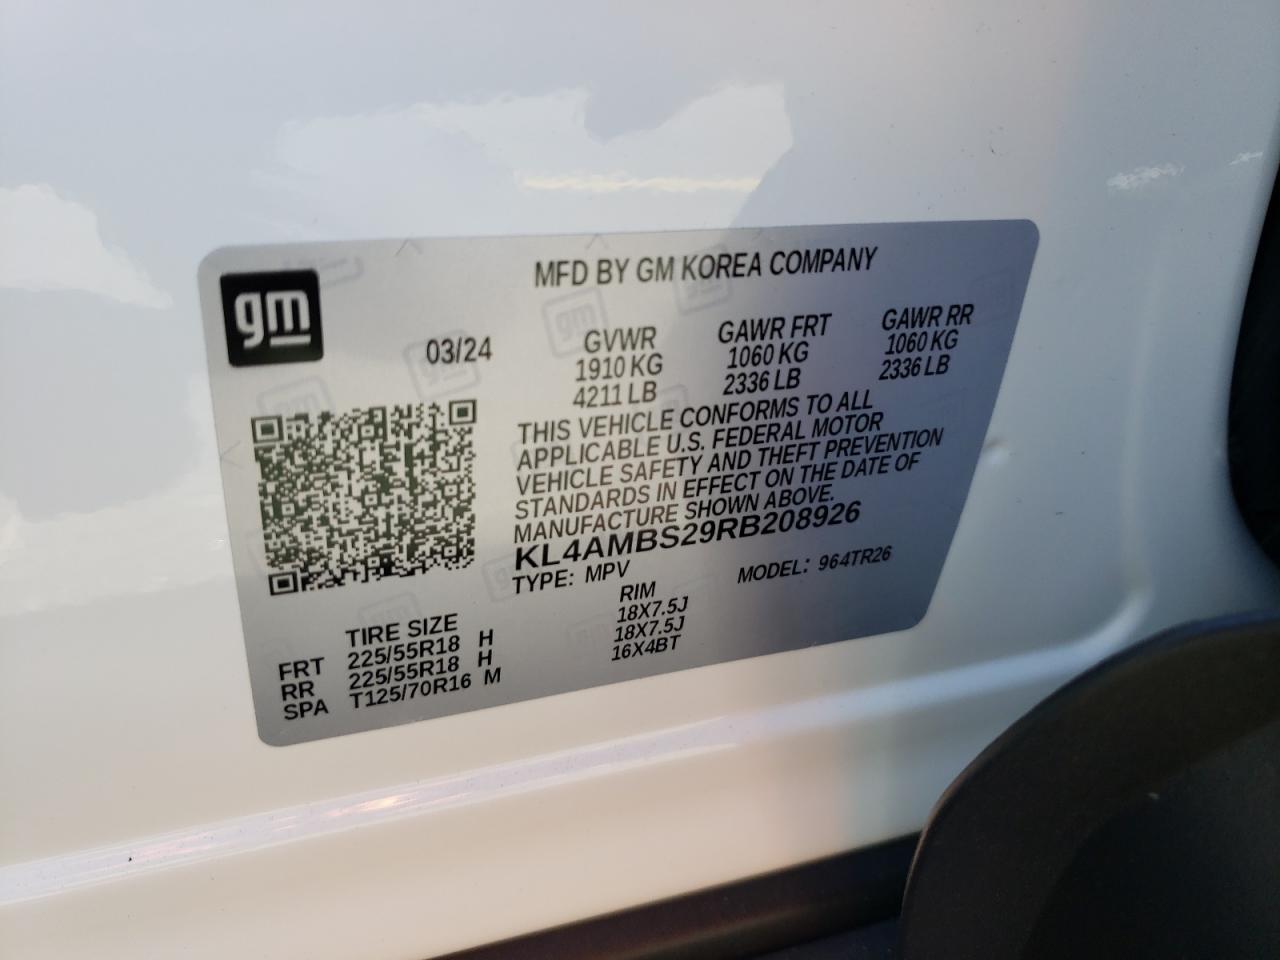 gm
MFD BY GM KOREA COMPANY
03/24
GVWR GAWR FRT GAWR RR
1910 KG 1060 KG 1060 KG
4211 LB 2336 LB 2336 LB
THIS VEHICLE CONFORMS TO ALL
APPLICABLE U.S. FEDERAL MOTOR
VEHICLE SAFETY AND THEFT PREVENTION
STANDARDS IN EFFECT ON THE DATE OF
MANUFACTURE SHOWN ABOVE.
KL4AMBS29RB208926
TYPE: MPV MODEL: 964TR26
TIRE SIZE RIM
FRT 225/55R18 H 18X7.5J
RR 225/55R18 H 18X7.5J
SPA T125/70R16 M 16X4BT